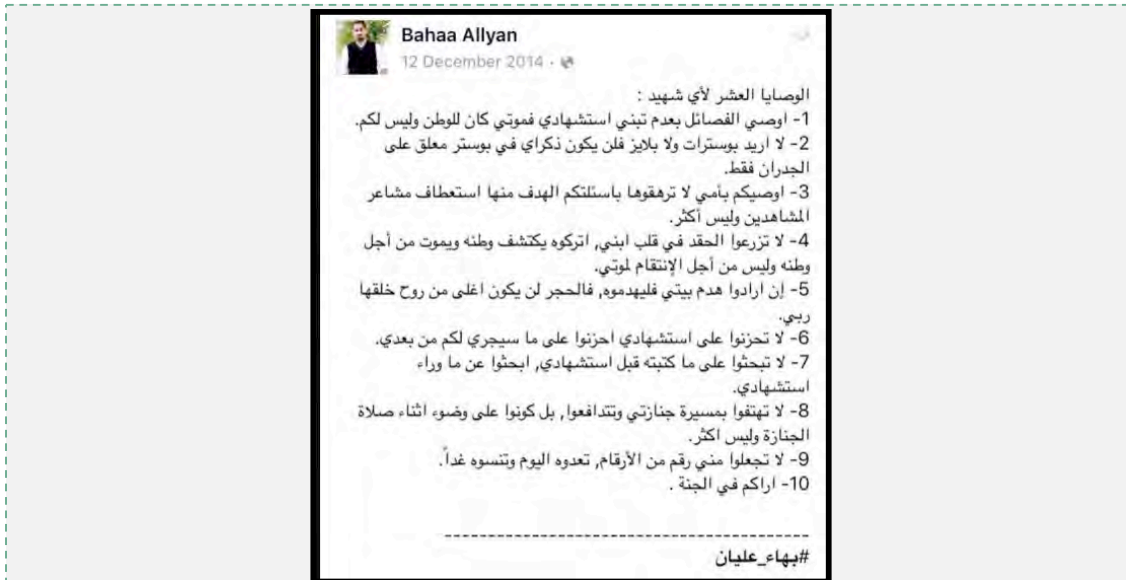 Bahaa Allyan
12 December 2014 ·
الوصايا العشر لأي شهيد :
1- اوصي الفصائل بعدم تبني استشهادي فموتي كان للوطن وليس لكم.
2- لا اريد بوسترات ولا بلايز فلن يكون ذكراي في بوستر معلق على
الجدران فقط.
3- اوصيكم بأمي لا ترهقوها باسئلتكم الهدف منها استعطاف مشاعر
المشاهدين وليس أكثر.
4- لا تزرعوا الحقد في قلب ابني, اتركوه يكتشف وطنه ويموت من أجل
وطنه وليس من أجل الإنتقام لموتي.
5- إن ارادوا هدم بيتي فليهدموه, فالحجر لن يكون اغلى من روح خلقها
ربي.
6- لا تحزنوا على استشهادي احزنوا على ما سيجري لكم من بعدي.
7- لا تبحثوا على ما كتبته قبل استشهادي, ابحثوا عن ما وراء
استشهادي.
8- لا تهتفوا بمسيرة جنازتي وتتدافعوا, بل كونوا على وضوء اثناء صلاة
الجنازة وليس اكثر.
9- لا تجعلوا مني رقم من الأرقام, تعدوه اليوم وتنسوه غداً.
10- اراكم في الجنة .
-----------------------------------------
#بهاء_عليان